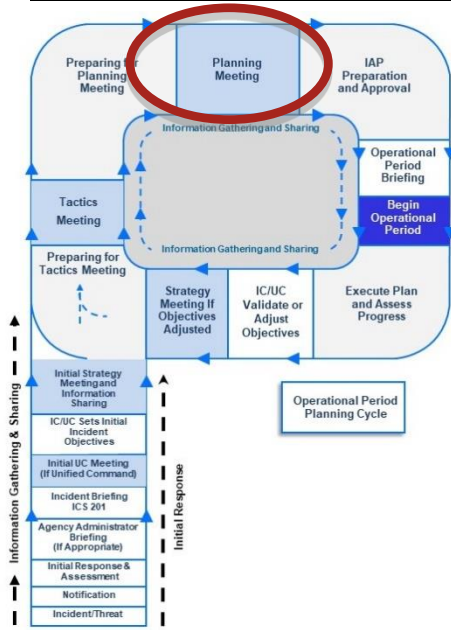 Preparing for
Planning
Meeting
Planning
Meeting
IAP
Preparation
and Approval
Information Gathering and Sharing
Operational
Period
Briefing
Tactics
Meeting
Begin
Operational
Period
Information Gathering and Sharing
Preparing for
Tactics Meeting
Strategy
Meeting If
Objectives
Adjusted
IC/UC
Validate or
Adjust
Objectives
Execute Plan
and Assess
Progress
Initial Strategy
Meeting and
Information
Sharing
IC/UC Sets Initial
Incident
Objectives
Initial UC Meeting
(If Unified Command)
Incident Briefing
ICS 201
Agency Administrator
Briefing
(If Appropriate)
Initial Response &
Assessment
Notification
Incident/Threat
Information Gathering & Sharing
Initial Response
Operational Period
Planning Cycle